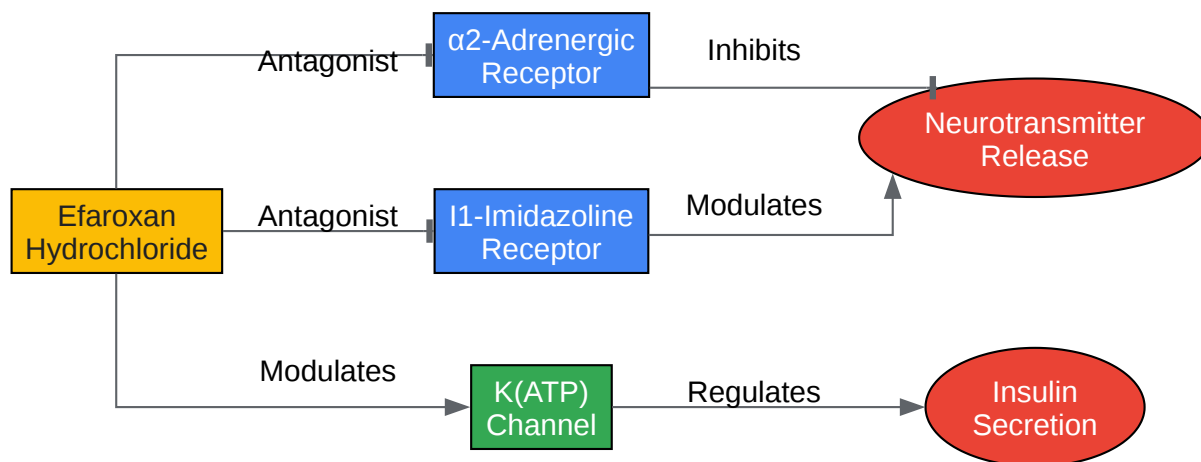 Antagonist
α2-Adrenergic
Receptor
Inhibits
Neurotransmitter
Release
Efaroxan
Hydrochloride
Antagonist
I1-Imidazoline
Receptor
Modulates
Modulates
K(ATP)
Channel
Regulates
Insulin
Secretion